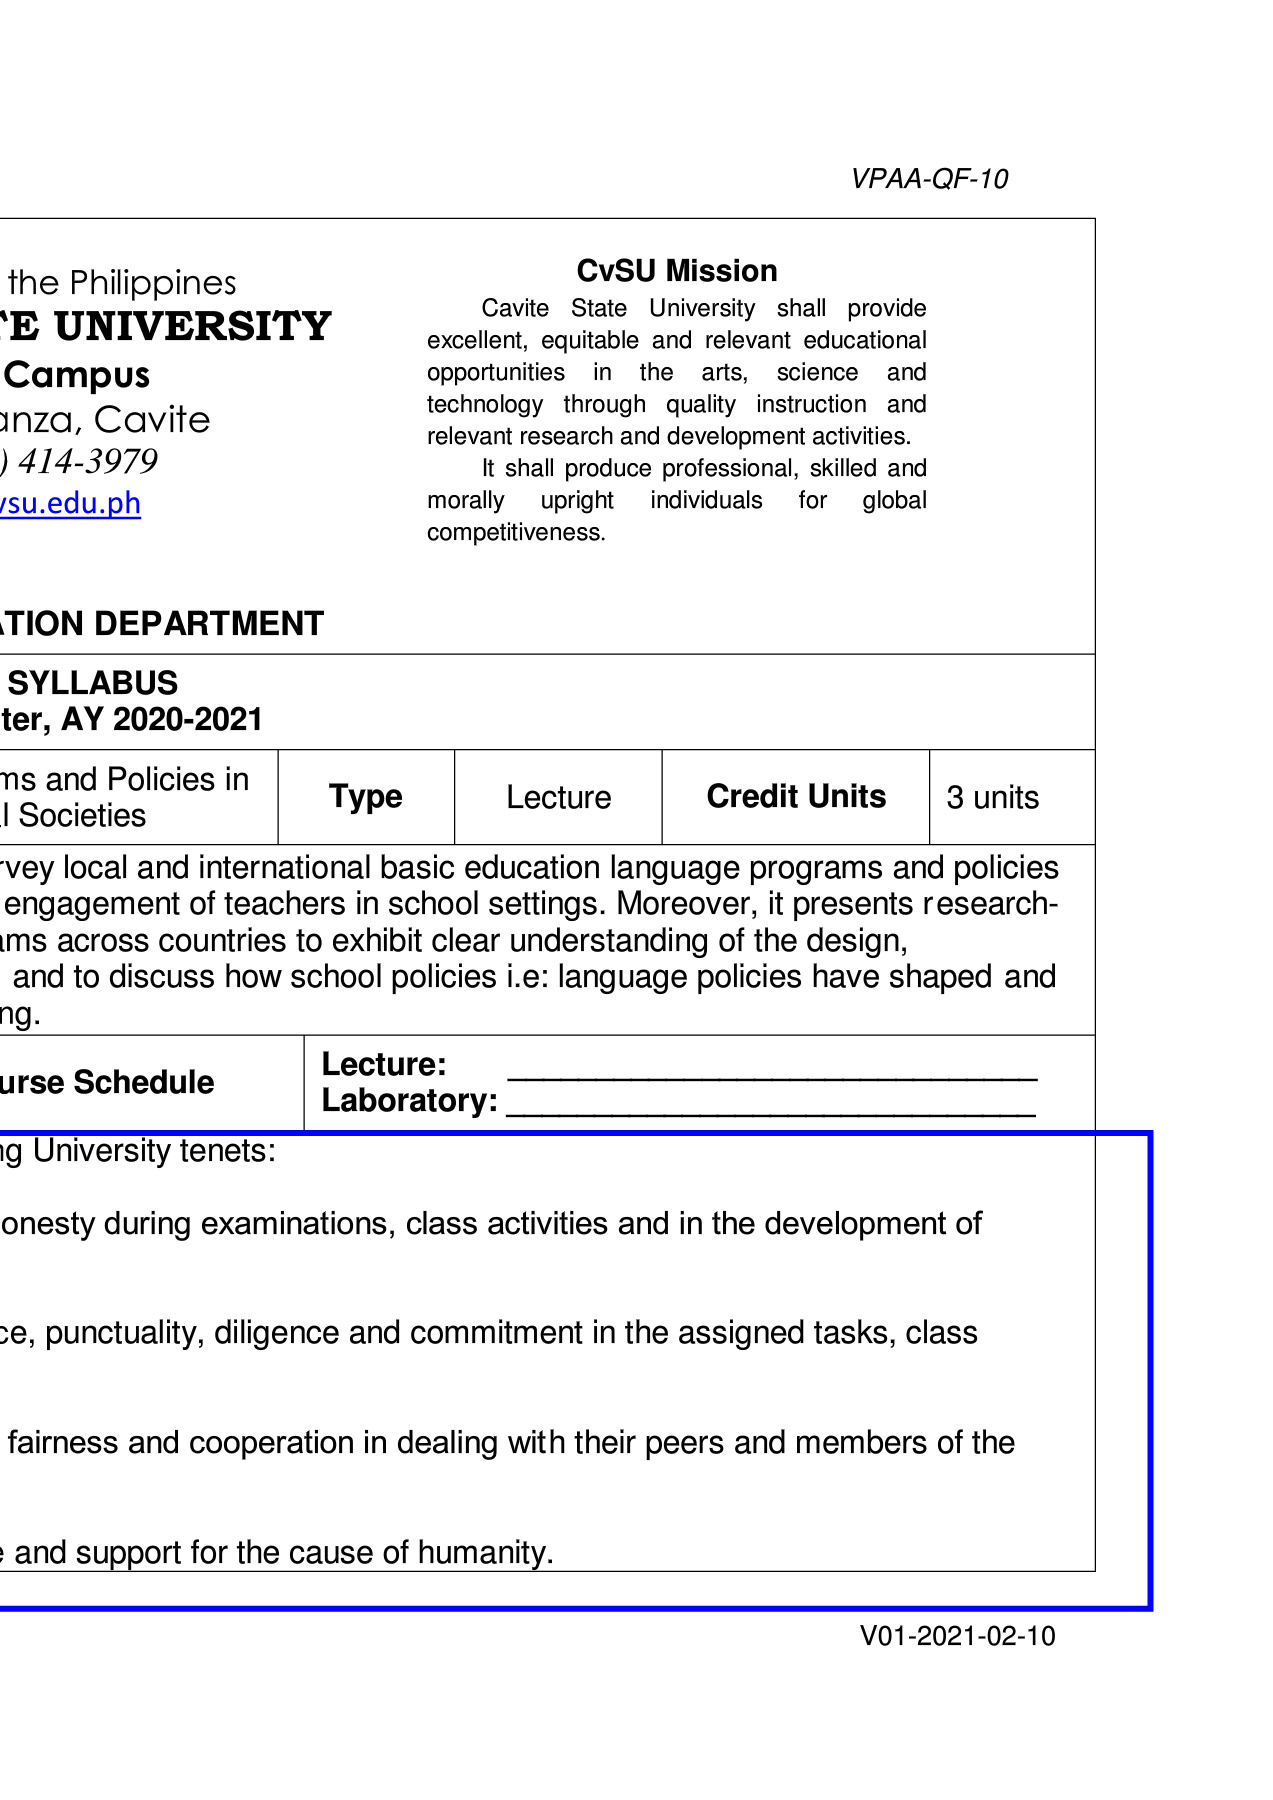 VPAA-QF-10
the Philippines
TE UNIVERSITY
Campus
anza, Cavite
) 414-3979
vsu.edu.ph
CvSU Mission
Cavite State University shall provide
excellent, equitable and relevant educational
opportunities in the arts, science and
technology through quality instruction and
relevant research and development activities.
It shall produce professional, skilled and
morally upright individuals for global
competitiveness.
ATION DEPARTMENT
SYLLABUS
ter, AY 2020-2021
ms and Policies in
l Societies
Type
Lecture
Credit Units
3 units
rvey local and international basic education language programs and policies
engagement of teachers in school settings. Moreover, it presents research-
ams across countries to exhibit clear understanding of the design,
and to discuss how school policies i.e: language policies have shaped and
ng.
urse Schedule
Lecture: ______________________________
Laboratory: ______________________________
ng University tenets:
onesty during examinations, class activities and in the development of
ce, punctuality, diligence and commitment in the assigned tasks, class
fairness and cooperation in dealing with their peers and members of the
e and support for the cause of humanity.
V01-2021-02-10